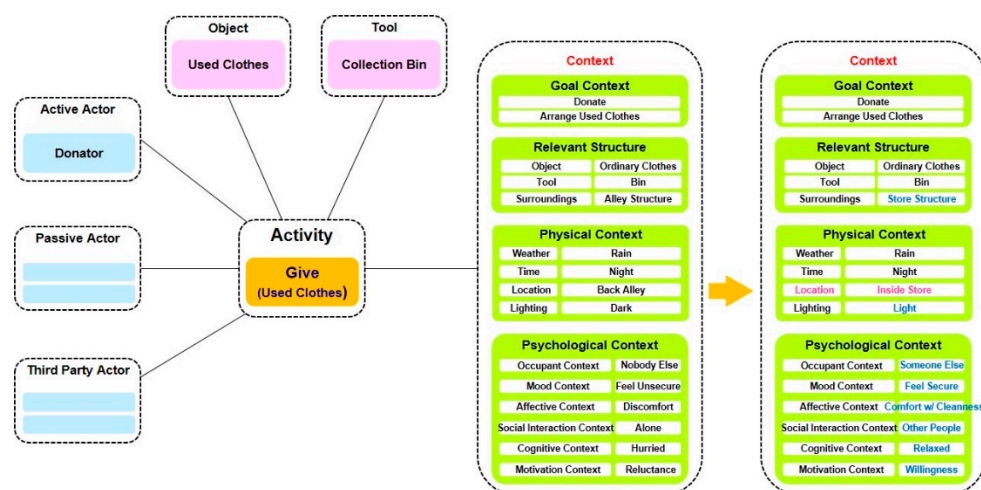 Object
Used Clothes
Tool
Collection Bin
Active Actor
Donator
Passive Actor
Third Party Actor
Activity
Give
(Used Clothes)
Context
Goal Context
Donate
Arrange Used Clothes
Relevant Structure
Object Ordinary Clothes
Tool Bin
Surroundings Alley Structure
Physical Context
Weather Rain
Time Night
Location Back Alley
Lighting Dark
Psychological Context
Occupant Context Nobody Else
Mood Context Feel Unsecure
Affective Context Discomfort
Social Interaction Context Alone
Cognitive Context Hurried
Motivation Context Reluctance
Context
Goal Context
Donate
Arrange Used Clothes
Relevant Structure
Object Ordinary Clothes
Tool Bin
Surroundings Store Structure
Physical Context
Weather Rain
Time Night
Location Inside Store
Lighting Light
Psychological Context
Occupant Context Someone Else
Mood Context Feel Secure
Affective Context Comfort w/ Cleanness
Social Interaction Context Other People
Cognitive Context Relaxed
Motivation Context Willingness